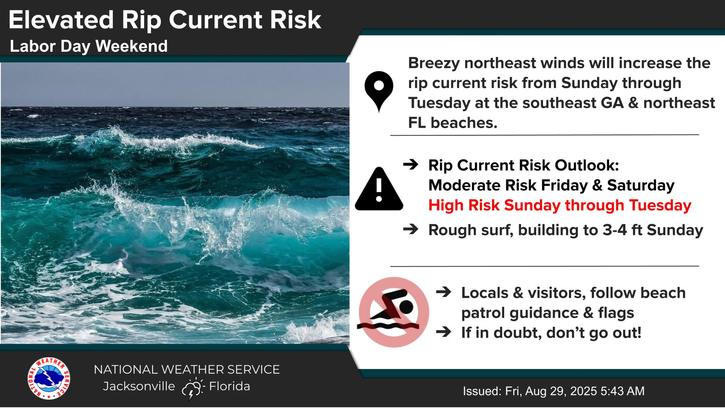 Elevated Rip Current Risk
Labor Day Weekend
Breezy northeast winds will increase the
rip current risk from Sunday through
Tuesday at the southeast GA & northeast
FL beaches.
➔ Rip Current Risk Outlook:
Moderate Risk Friday & Saturday
High Risk Sunday through Tuesday
➔ Rough surf, building to 3-4 ft Sunday
➔ Locals & visitors, follow beach
patrol guidance & flags
➔ If in doubt, don't go out!
NATIONAL WEATHER SERVICE
NATIONAL WEATHER SERVICE
Jacksonville Florida
Issued: Fri, Aug 29, 2025 5:43 AM